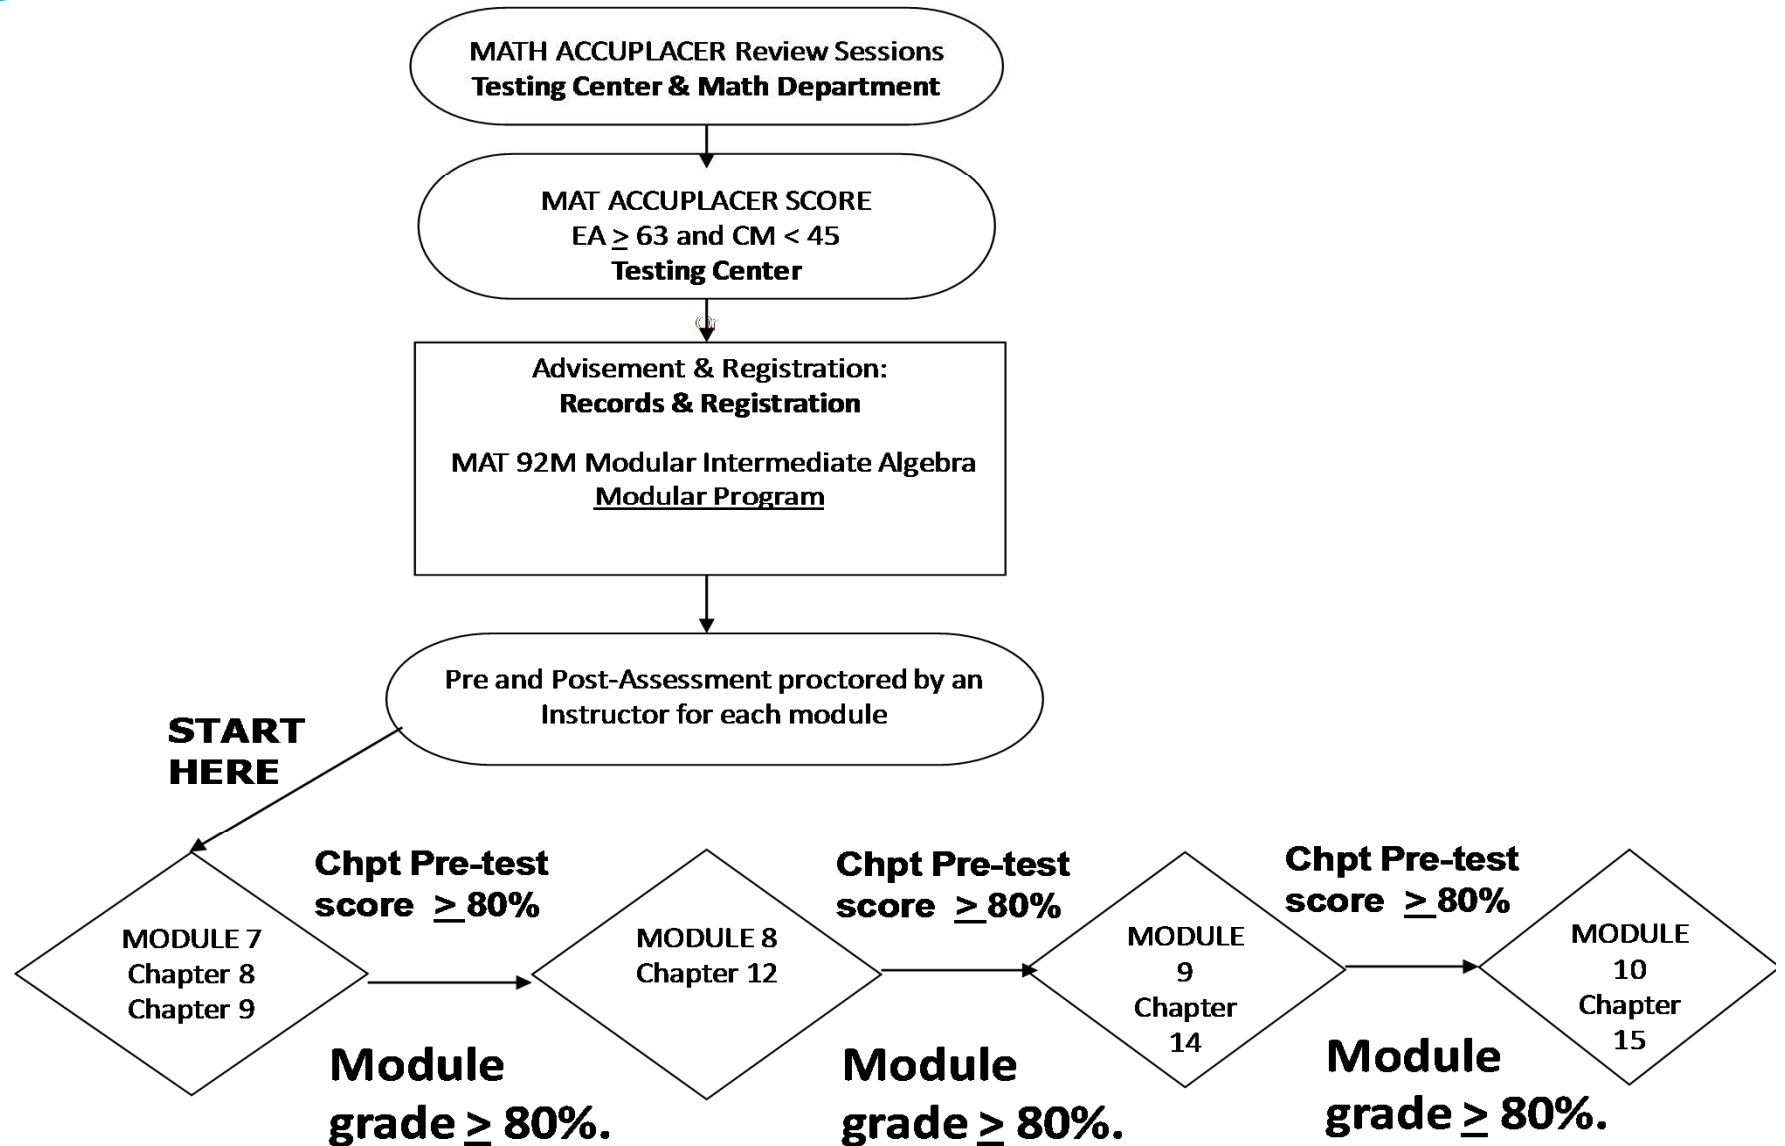 MATH ACCUPLACER Review Sessions
Testing Center & Math Department
MAT ACCUPLACER SCORE
EA ≥ 63 and CM < 45
Testing Center
Or
Advisement & Registration:
Records & Registration
MAT 92M Modular Intermediate Algebra
Modular Program
Pre and Post-Assessment proctored by an
Instructor for each module
START
HERE
MODULE 7
Chapter 8
Chapter 9
Chpt Pre-test
score ≥ 80%
Module
grade ≥ 80%.
MODULE 8
Chapter 12
Chpt Pre-test
score ≥ 80%
Module
grade ≥ 80%.
MODULE
9
Chapter
14
Chpt Pre-test
score ≥ 80%
Module
grade ≥ 80%.
MODULE
10
Chapter
15